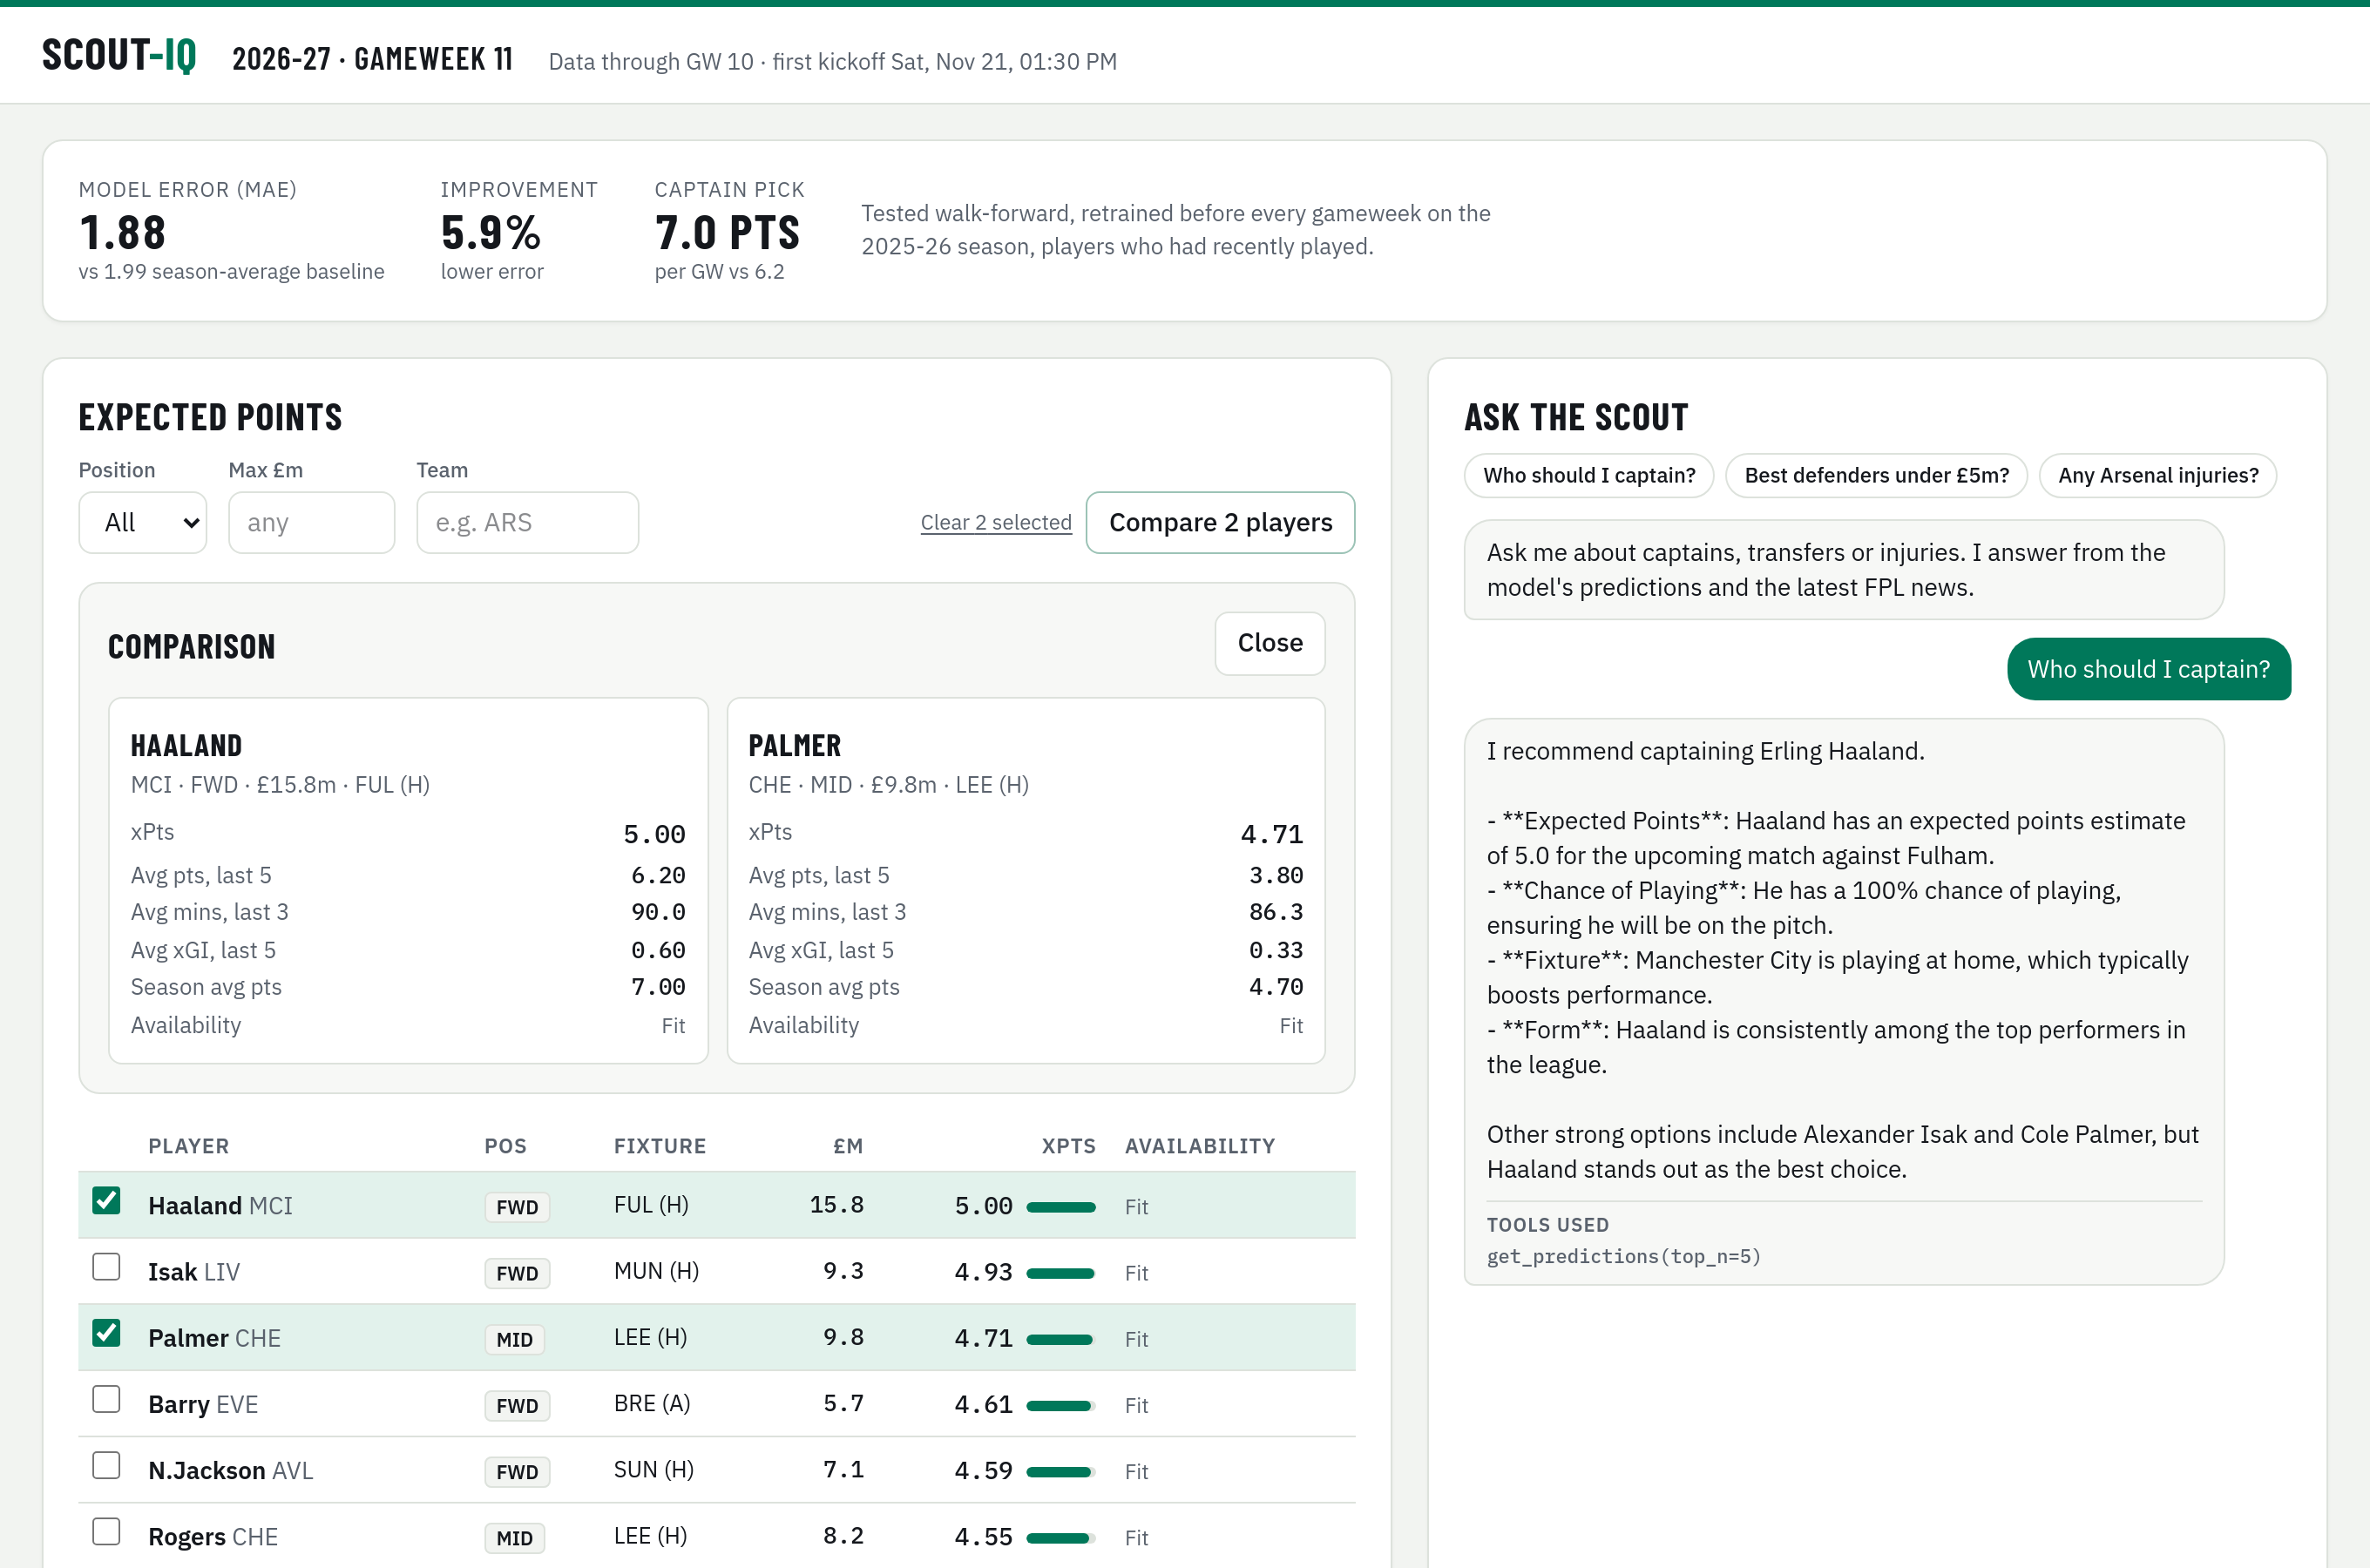 SCOUT-IQ 2026-27 · GAMEWEEK 11 Data through GW 10 · first kickoff Sat, Nov 21, 01:30 PM
MODEL ERROR (MAE)
1.88
vs 1.99 season-average baseline
IMPROVEMENT
5.9%
lower error
CAPTAIN PICK
7.0 PTS
per GW vs 6.2
Tested walk-forward, retrained before every gameweek on the
2025-26 season, players who had recently played.
EXPECTED POINTS
Position
All
Max £m
any
Team
e.g. ARS
Clear 2 selected
Compare 2 players
COMPARISON
Close
HAALAND
MCI · FWD · £15.8m · FUL (H)
xPts 5.00
Avg pts, last 5 6.20
Avg mins, last 3 90.0
Avg xGI, last 5 0.60
Season avg pts 7.00
Availability Fit
PALMER
CHE · MID · £9.8m · LEE (H)
xPts 4.71
Avg pts, last 5 3.80
Avg mins, last 3 86.3
Avg xGI, last 5 0.33
Season avg pts 4.70
Availability Fit
PLAYER POS FIXTURE £M XPTS AVAILABILITY
Haaland MCI FWD FUL (H) 15.8 5.00 Fit
Isak LIV FWD MUN (H) 9.3 4.93 Fit
Palmer CHE MID LEE (H) 9.8 4.71 Fit
Barry EVE FWD BRE (A) 5.7 4.61 Fit
N.Jackson AVL FWD SUN (H) 7.1 4.59 Fit
Rogers CHE MID LEE (H) 8.2 4.55 Fit
ASK THE SCOUT
Who should I captain?
Best defenders under £5m?
Any Arsenal injuries?
Ask me about captains, transfers or injuries. I answer from the
model's predictions and the latest FPL news.
Who should I captain?
I recommend captaining Erling Haaland.
- **Expected Points**: Haaland has an expected points estimate
of 5.0 for the upcoming match against Fulham.
- **Chance of Playing**: He has a 100% chance of playing,
ensuring he will be on the pitch.
- **Fixture**: Manchester City is playing at home, which typically
boosts performance.
- **Form**: Haaland is consistently among the top performers in
the league.
Other strong options include Alexander Isak and Cole Palmer, but
Haaland stands out as the best choice.
TOOLS USED
get_predictions(top_n=5)